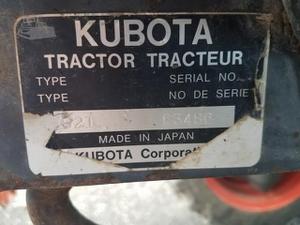 KUBOTA
TRACTOR TRACTEUR
TYPE SERIAL NO.
TYPE NO DE SERIE
MADE IN JAPAN
KUBOTA Corporat